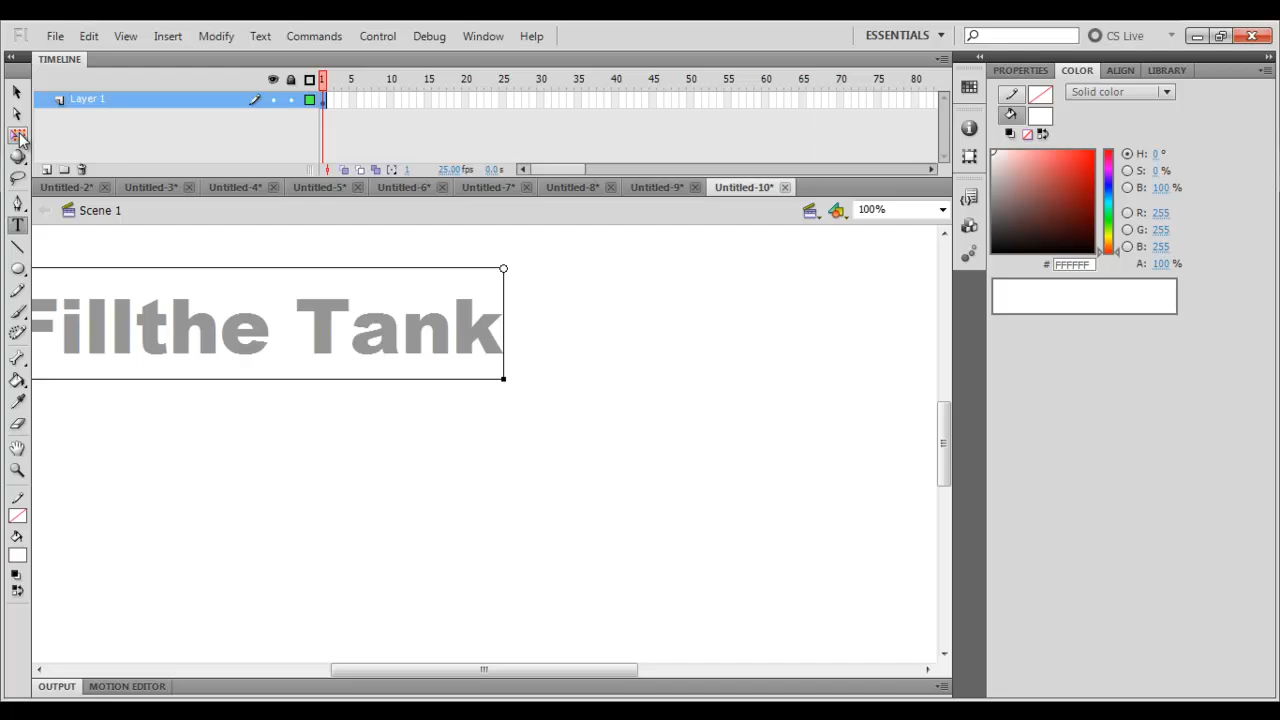 Fl File Edit View Insert Modify Text Commands Control Debug Window Help ESSENTIALS CS Live
TIMELINE
1 5 10 15 20 25 30 35 40 45 50 55 60 65 70 75 80
Layer 1
1 25.00 fps 0.0 s
Untitled-2* Untitled-3* Untitled-4* Untitled-5* Untitled-6* Untitled-7* Untitled-8* Untitled-9* Untitled-10*
Scene 1 100%
Fillthe Tank
T
OUTPUT MOTION EDITOR
PROPERTIES COLOR ALIGN LIBRARY
Solid color
H: 0 °
S: 0 %
B: 100 %
R: 255
G: 255
B: 255
# FFFFFF A: 100 %